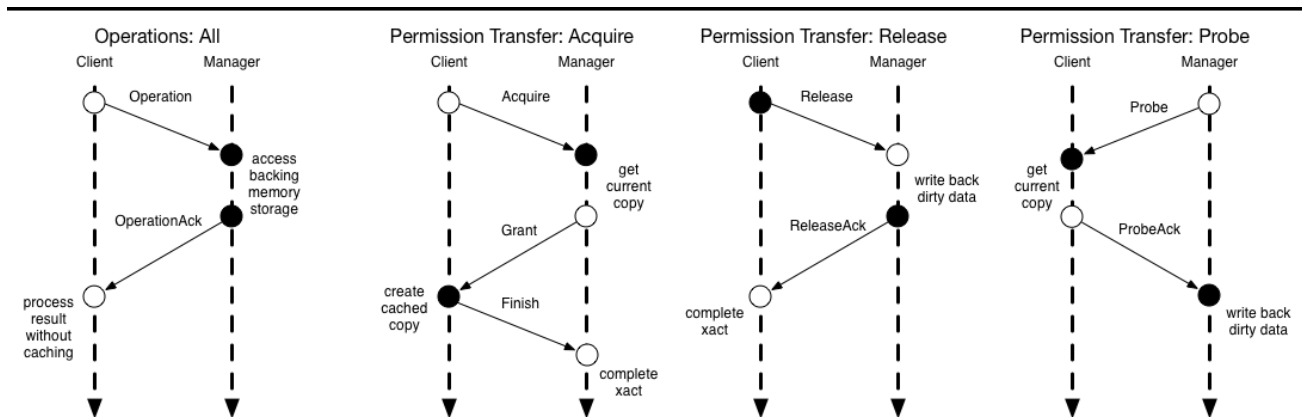 Operations: All
Client
Manager
Operation
access
backing
memory
storage
OperationAck
process
result
without
caching
Permission Transfer: Acquire
Client
Manager
Acquire
get
current
copy
Grant
create
cached
copy
Finish
complete
xact
Permission Transfer: Release
Client
Manager
Release
write back
dirty data
ReleaseAck
complete
xact
Permission Transfer: Probe
Client
Manager
Probe
get
current
copy
ProbeAck
write back
dirty data